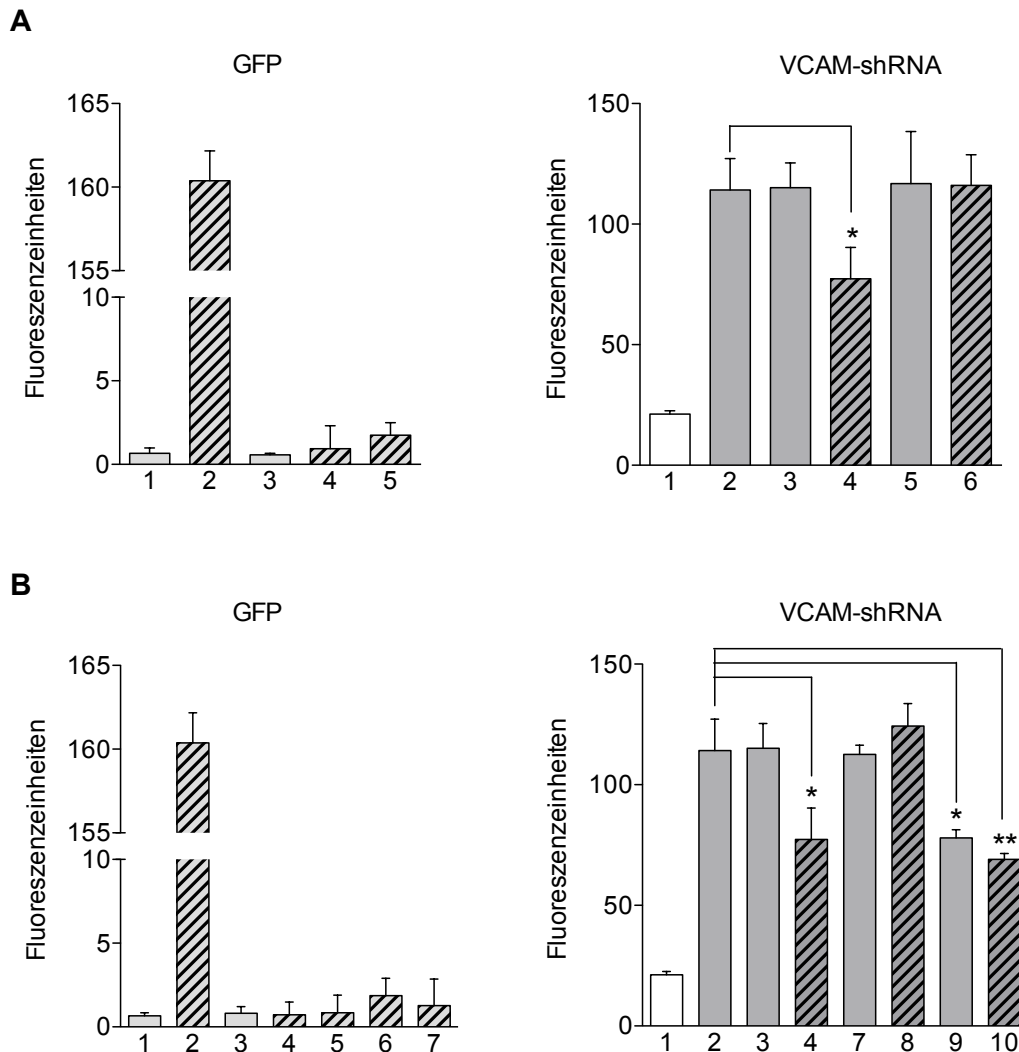 A
GFP
VCAM-shRNA
Fluoreszenzeinheiten
165
160
155
10
5
0
1 2 3 4 5
Fluoreszenzeinheiten
150
100
50
0
*
1 2 3 4 5 6
B
GFP
VCAM-shRNA
Fluoreszenzeinheiten
165
160
155
10
5
0
1 2 3 4 5 6 7
Fluoreszenzeinheiten
150
100
50
0
* * **
1 2 3 4 7 8 9 10